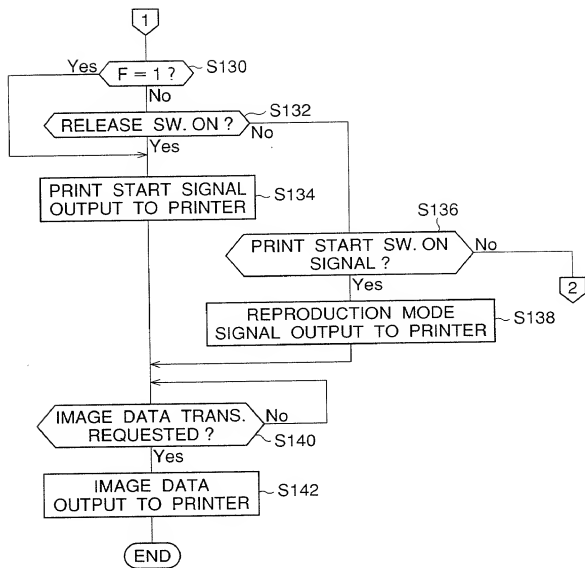 1
Yes
F = 1 ?
S130
No
S132
RELEASE SW. ON ?
No
Yes
PRINT START SIGNAL
OUTPUT TO PRINTER
S134
S136
PRINT START SW. ON
SIGNAL ?
No
Yes
2
REPRODUCTION MODE
SIGNAL OUTPUT TO PRINTER
S138
IMAGE DATA TRANS.
REQUESTED ?
No
S140
Yes
IMAGE DATA
OUTPUT TO PRINTER
S142
END